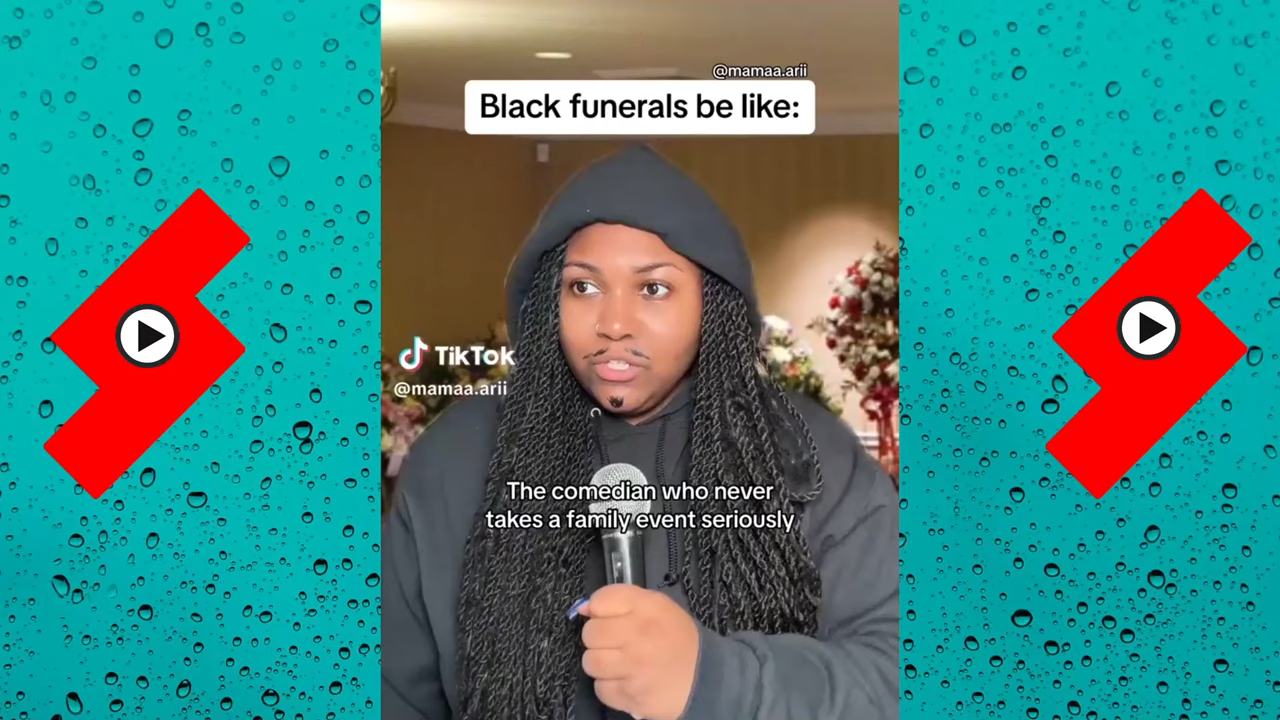 @mamaa.arii
Black funerals be like:
TikTok
@mamaa.arii
The comedian who never
takes a family event seriously